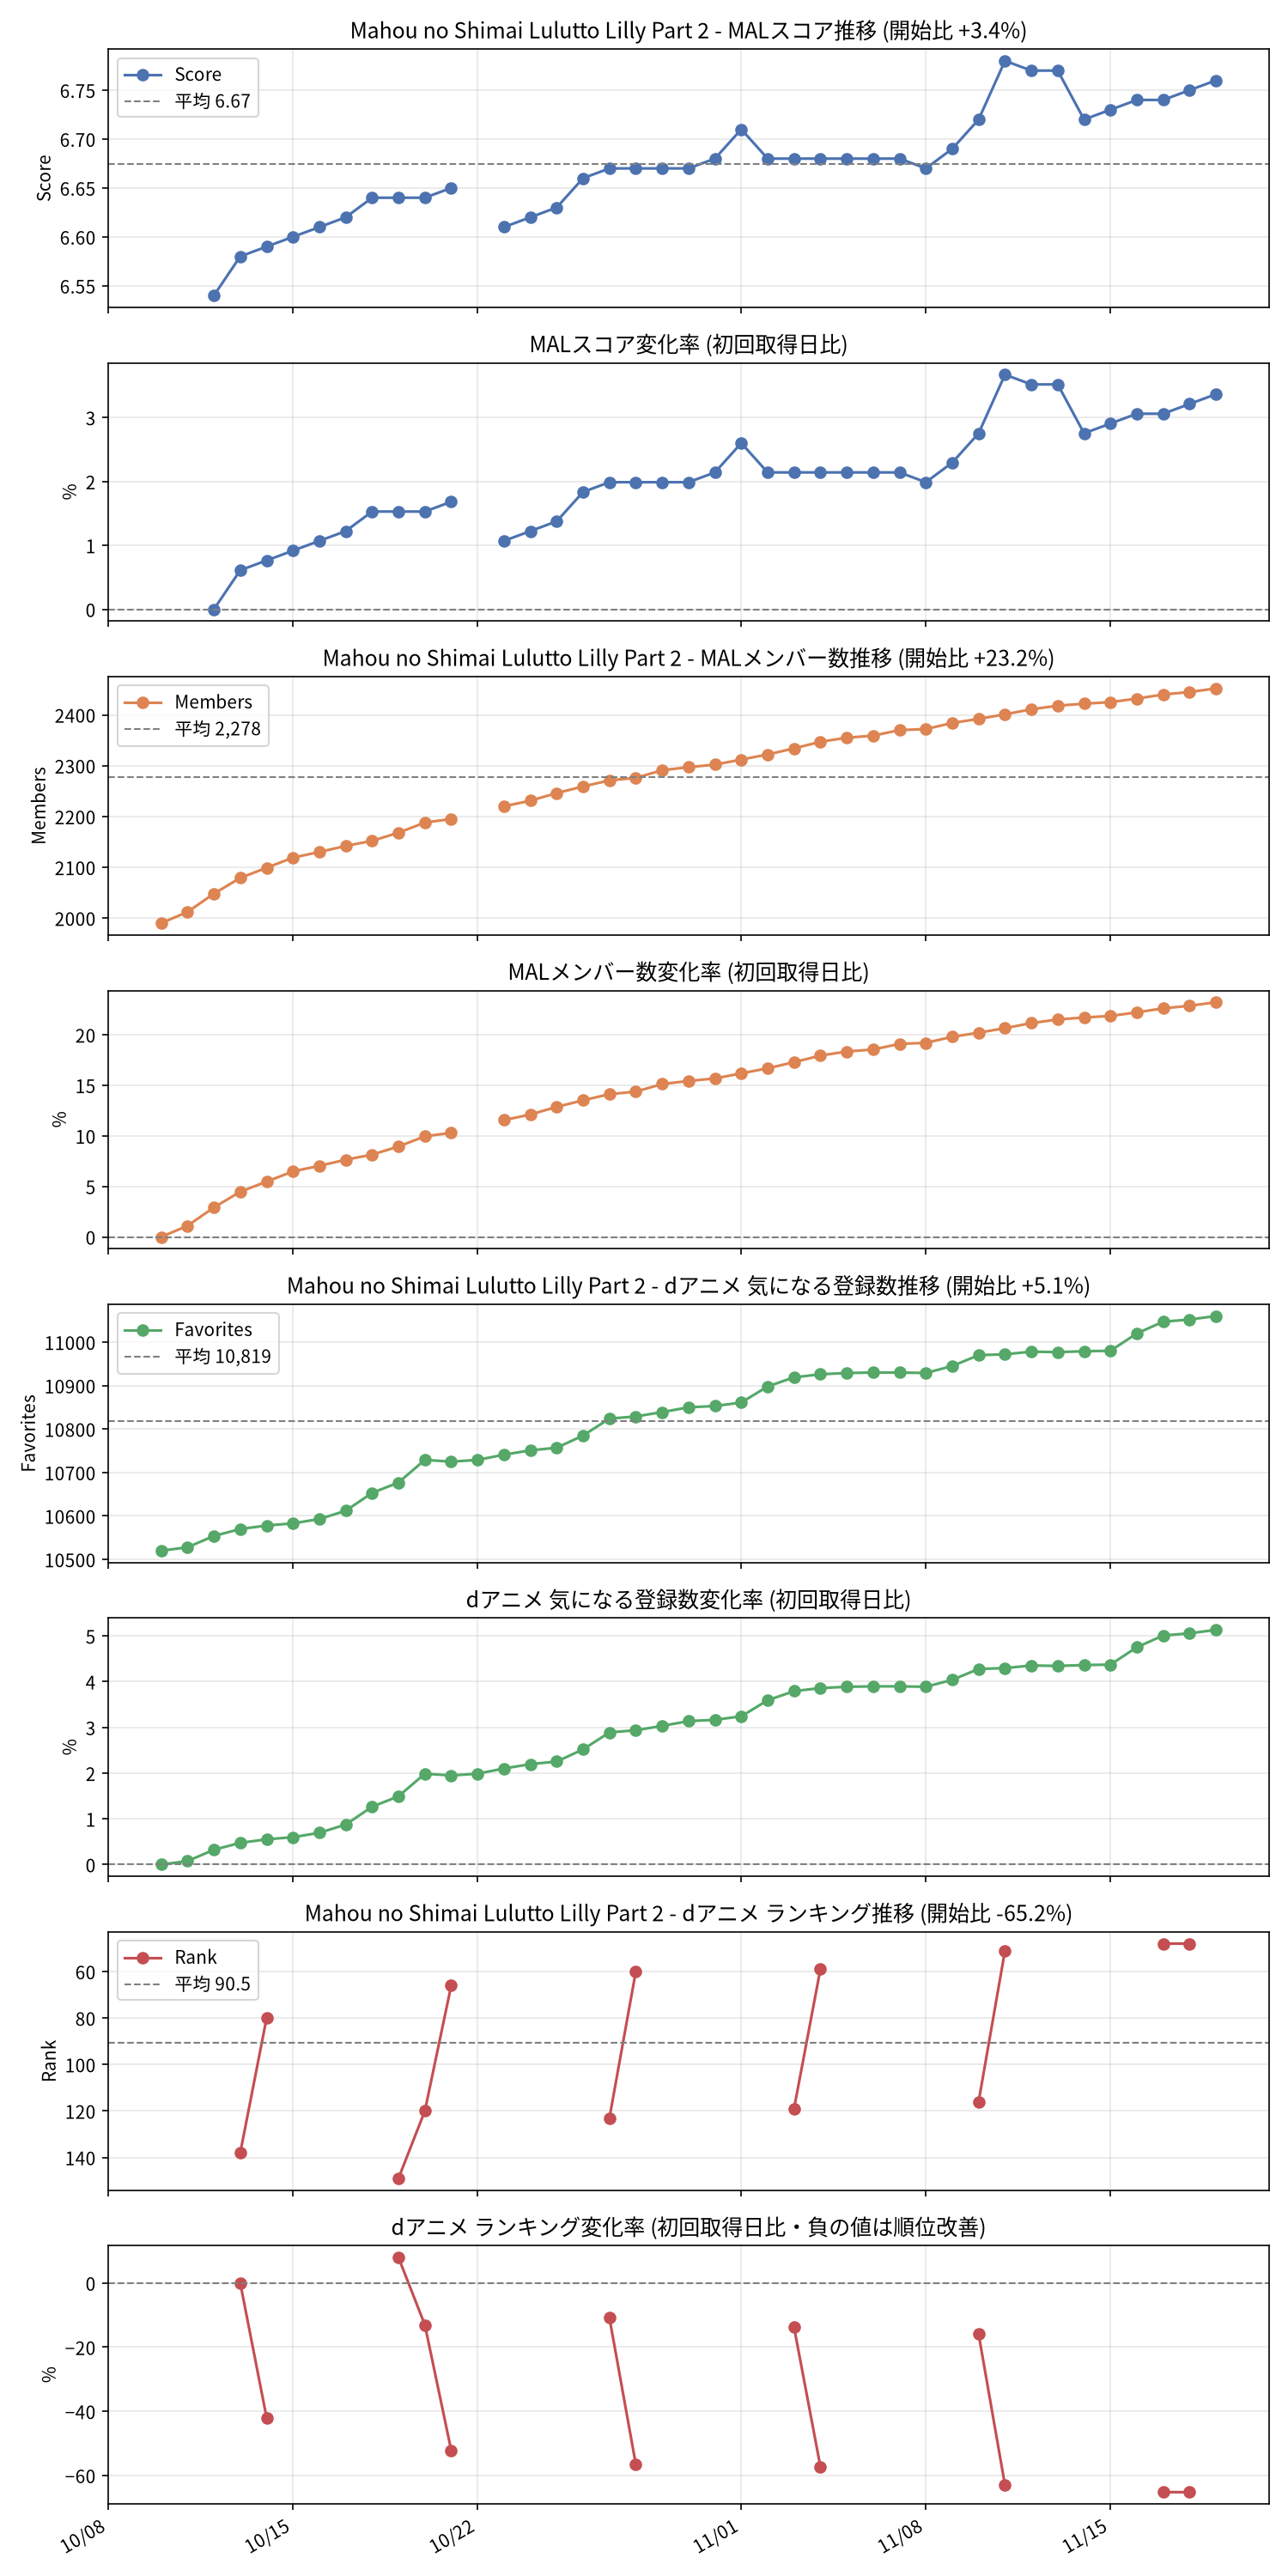 Mahou no Shimai Lulutto Lilly Part 2 - MALスコア推移 (開始比 +3.4%)
Score
平均 6.67
Score
6.75
6.70
6.65
6.60
6.55
MALスコア変化率 (初回取得日比)
%
3
2
1
0
Mahou no Shimai Lulutto Lilly Part 2 - MALメンバー数推移 (開始比 +23.2%)
Members
平均 2,278
Members
2400
2300
2200
2100
2000
MALメンバー数変化率 (初回取得日比)
%
20
15
10
5
0
Mahou no Shimai Lulutto Lilly Part 2 - dアニメ 気になる登録数推移 (開始比 +5.1%)
Favorites
平均 10,819
Favorites
11000
10900
10800
10700
10600
10500
dアニメ 気になる登録数変化率 (初回取得日比)
%
5
4
3
2
1
0
Mahou no Shimai Lulutto Lilly Part 2 - dアニメ ランキング推移 (開始比 -65.2%)
Rank
平均 90.5
Rank
60
80
100
120
140
dアニメ ランキング変化率 (初回取得日比・負の値は順位改善)
%
0
−20
−40
−60
10/08
10/15
10/22
11/01
11/08
11/15